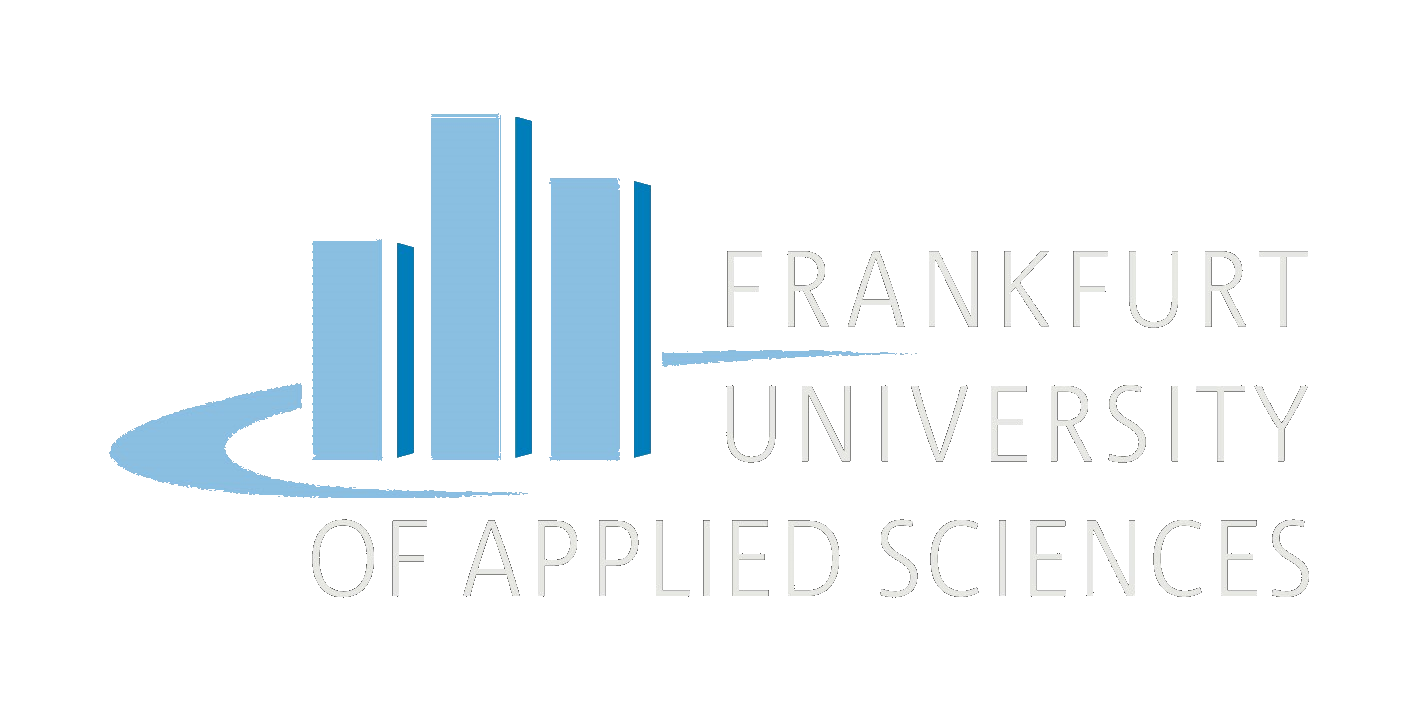 FRANKFURT
UNIVERSITY
OF APPLIED SCIENCES